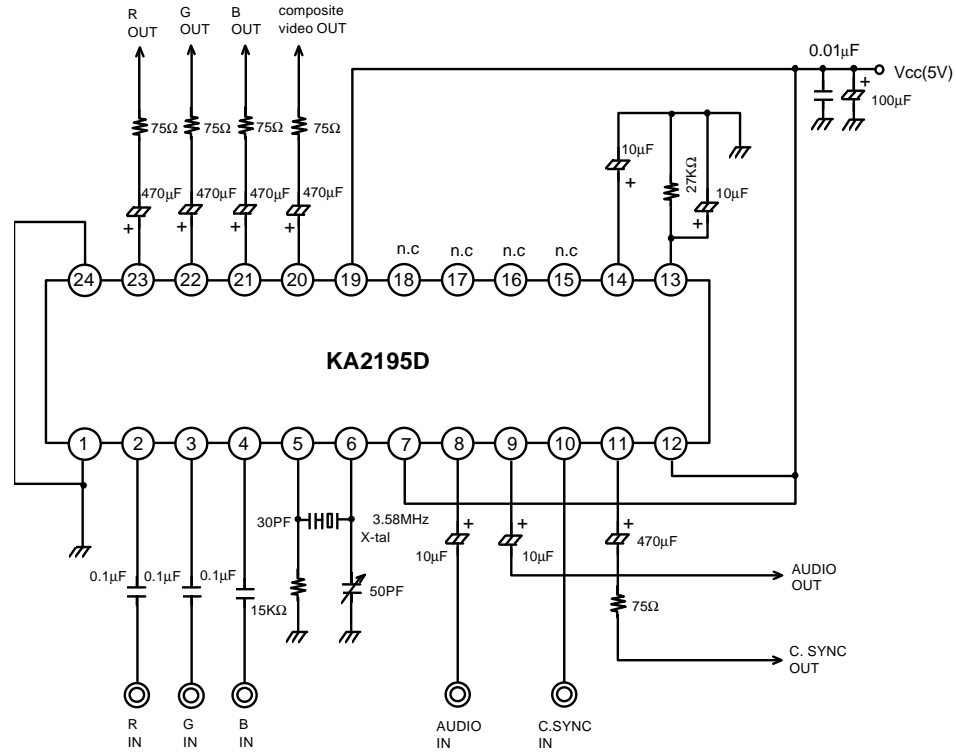 R
OUT
G
OUT
B
OUT
composite
video OUT
0.01µF
Vcc(5V)
100µF
75Ω
75Ω
75Ω
75Ω
10µF
27KΩ
10µF
470µF
470µF
470µF
470µF
+
+
+
+
+
+
+
n.c
n.c
n.c
n.c
24
23
22
21
20
19
18
17
16
15
14
13
KA2195D
1
2
3
4
5
6
7
8
9
10
11
12
30PF
3.58MHz
X-tal
+
10µF
+
10µF
+
470µF
0.1µF
0.1µF
0.1µF
15KΩ
50PF
75Ω
AUDIO
OUT
C. SYNC
OUT
R
IN
G
IN
B
IN
AUDIO
IN
C.SYNC
IN